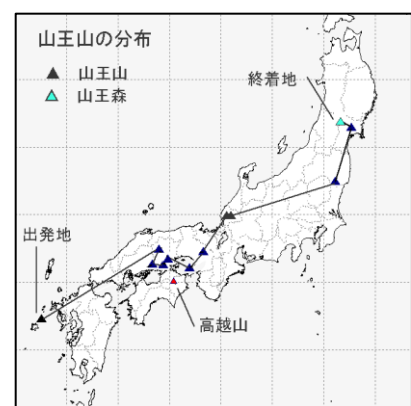 山王山の分布
▲ 山王山
▲ 山王森
終着地
出発地
高越山